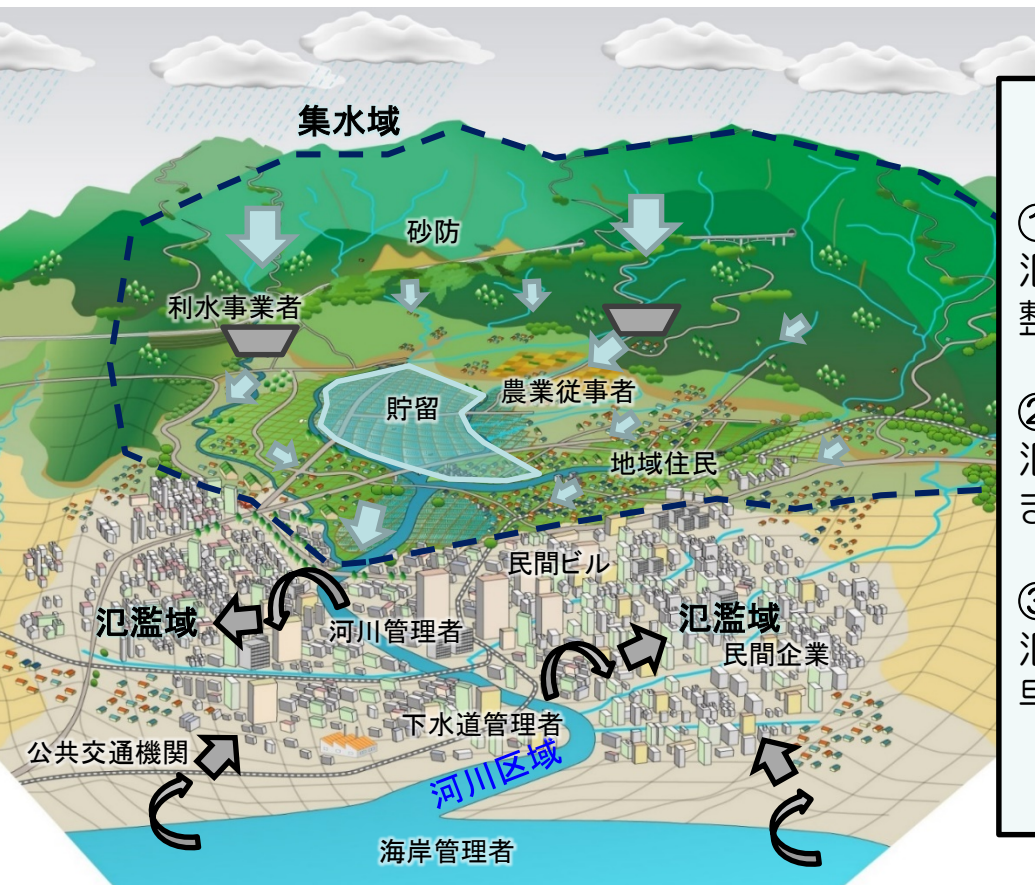 集水域
砂防
利水事業者
貯留
農業従事者
地域住民
民間ビル
氾濫域
河川管理者
氾濫域
民間企業
下水道管理者
公共交通機関
河川区域
海岸管理者
①
②
③